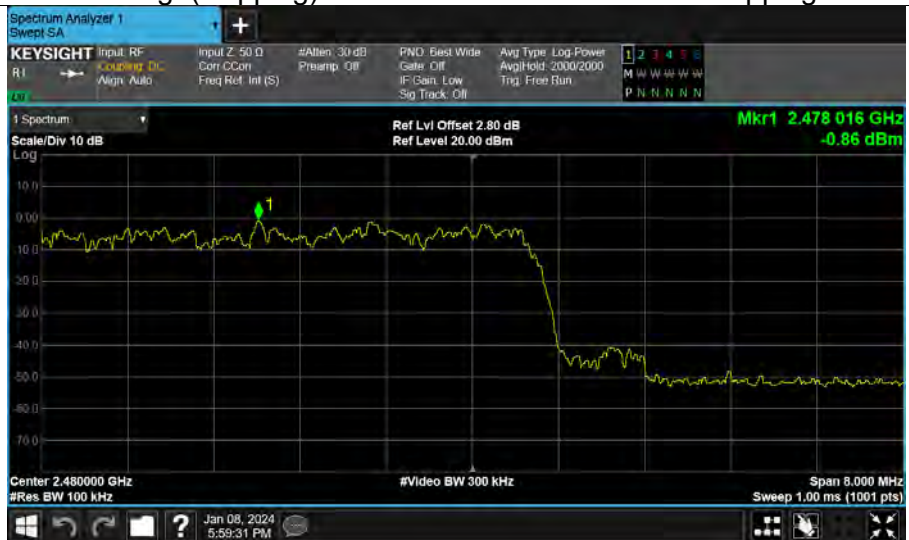 Spectrum Analyzer 1
Swept SA
+
KEYSIGHT Input: RF Input Z: 50 Ω #Atten: 30 dB PNO: Best Wide Avg Type: Log-Power 1 2 3 4 5 6
Coupling: DC Corr CCorr Preamp: Off Gate: Off Avg|Hold: 2000/2000 M W W W W W
Align: Auto Freq Ref: Int (S) IF Gain: Low Trig: Free Run
Sig Track: Off P N N N N N
1 Spectrum Ref Lvl Offset 2.80 dB Mkr1 2.478 016 GHz
Scale/Div 10 dB Ref Level 20.00 dBm -0.86 dBm
Log
10.0
0.00
1
-10.0
-20.0
-30.0
-40.0
-50.0
-60.0
-70.0
Center 2.480000 GHz #Video BW 300 kHz Span 8.000 MHz
#Res BW 100 kHz Sweep 1.00 ms (1001 pts)
? Jan 08, 2024
5:59:31 PM